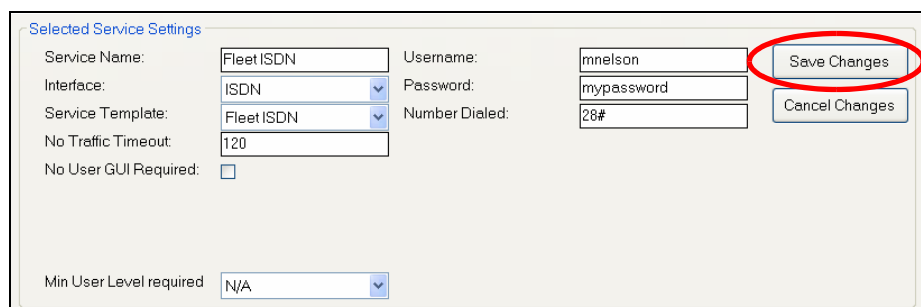 Selected Service Settings
Service Name: Fleet ISDN Username: mnelson Save Changes
Interface: ISDN Password: mypassword Cancel Changes
Service Template: Fleet ISDN Number Dialed: 28#
No Traffic Timeout: 120
No User GUI Required:
Min User Level required N/A